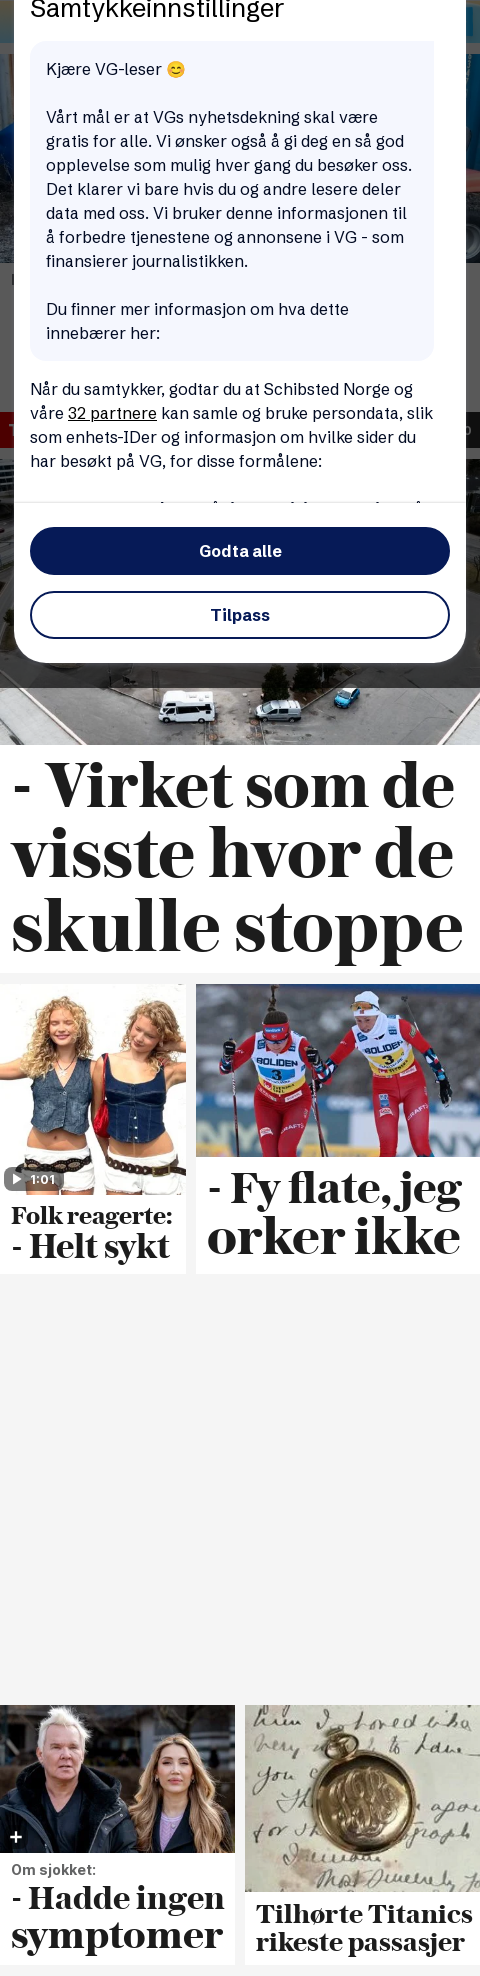 Samtykkeinnstillinger
Kjære VG-leser 😊
Vårt mål er at VGs nyhetsdekning skal være
gratis for alle. Vi ønsker også å gi deg en så god
opplevelse som mulig hver gang du besøker oss.
Det klarer vi bare hvis du og andre lesere deler
data med oss. Vi bruker denne informasjonen til
å forbedre tjenestene og annonsene i VG - som
finansierer journalistikken.
Du finner mer informasjon om hva dette
innebærer her:
Når du samtykker, godtar du at Schibsted Norge og
våre 32 partnere kan samle og bruke persondata, slik
som enhets-IDer og informasjon om hvilke sider du
har besøkt på VG, for disse formålene:
Godta alle
Tilpass
- Virket som de
visste hvor de
skulle stoppe
BOLIDEN
3
BOLIDEN
3
1:01
Folk reagerte:
- Helt sykt
- Fy flate, jeg
orker ikke
Om sjokket:
- Hadde ingen
symptomer
Tilhørte Titanics
rikeste passasjer